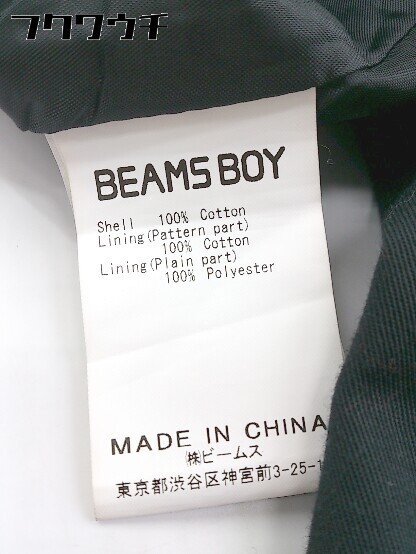 フクウクチ
BEAMS BOY
Shell 100% Cotton
Lining(Pattern part)
100% Cotton
Lining(Plain part)
100% Polyester
MADE IN CHINA
㈱ビームス
東京都渋谷区神宮前3-25-1